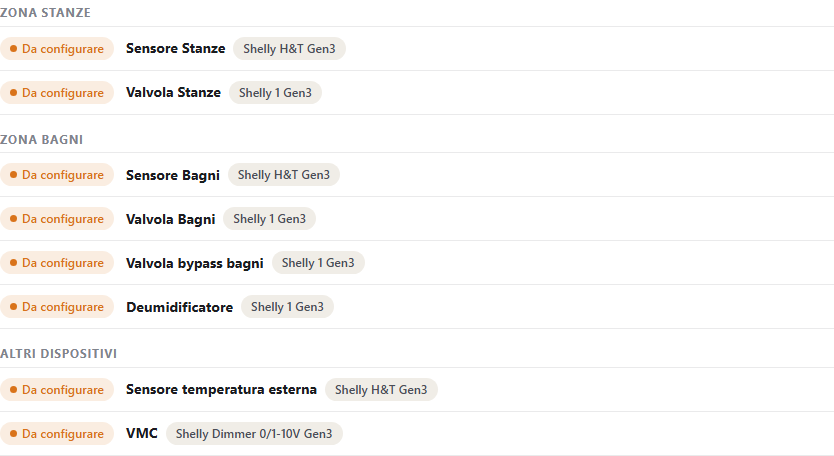 ZONA STANZE
Da configurare Sensore Stanze Shelly H&T Gen3
Da configurare Valvola Stanze Shelly 1 Gen3
ZONA BAGNI
Da configurare Sensore Bagni Shelly H&T Gen3
Da configurare Valvola Bagni Shelly 1 Gen3
Da configurare Valvola bypass bagni Shelly 1 Gen3
Da configurare Deumidificatore Shelly 1 Gen3
ALTRI DISPOSITIVI
Da configurare Sensore temperatura esterna Shelly H&T Gen3
Da configurare VMC Shelly Dimmer 0/1-10V Gen3